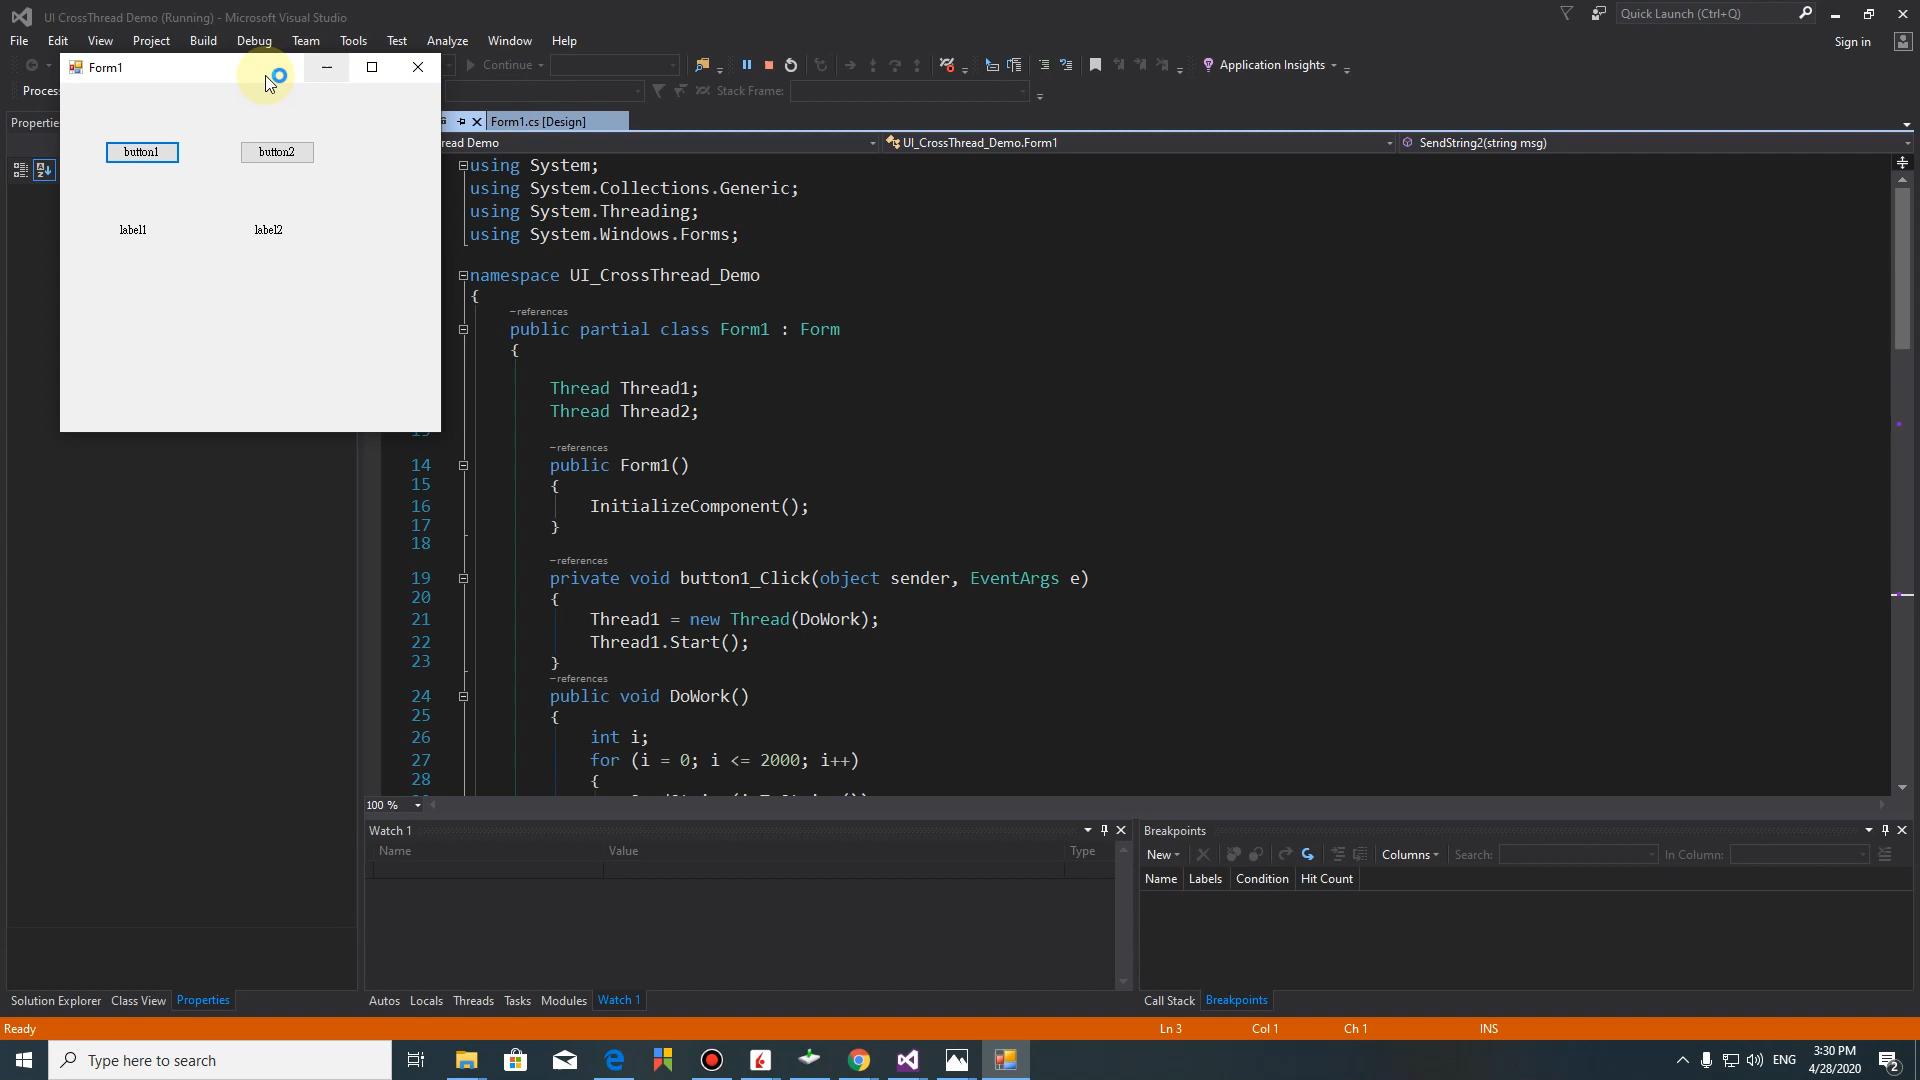 UI CrossThread Demo (Running) - Microsoft Visual Studio
Quick Launch (Ctrl+Q)
File Edit View Project Build Debug Team Tools Test Analyze Window Help
Sign in
Form1
Continue
Application Insights
Proces
Stack Frame:
Propertie
Form1.cs [Design]
read Demo
UI_CrossThread_Demo.Form1
SendString2(string msg)
button1
button2
label1
label2
using System;
using System.Collections.Generic;
using System.Threading;
using System.Windows.Forms;
namespace UI_CrossThread_Demo
{
-references
public partial class Form1 : Form
{
Thread Thread1;
Thread Thread2;
-references
14 public Form1()
15 {
16 InitializeComponent();
17 }
18
-references
19 private void button1_Click(object sender, EventArgs e)
20 {
21 Thread1 = new Thread(DoWork);
22 Thread1.Start();
23 }
-references
24 public void DoWork()
25 {
26 int i;
27 for (i = 0; i <= 2000; i++)
28 {
100 %
Watch 1
Name Value Type
Breakpoints
New Columns Search: In Column:
Name Labels Condition Hit Count
Solution Explorer Class View Properties
Autos Locals Threads Tasks Modules Watch 1
Call Stack Breakpoints
Ready Ln 3 Col 1 Ch 1 INS
Type here to search
ENG
3:30 PM
4/28/2020
2